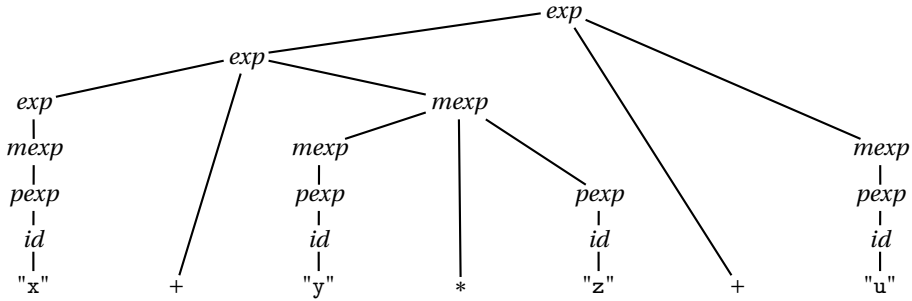 exp
exp
exp mexp
mexp mexp mexp
pexp pexp pexp pexp
id id id id
"x" + "y" * "z" + "u"